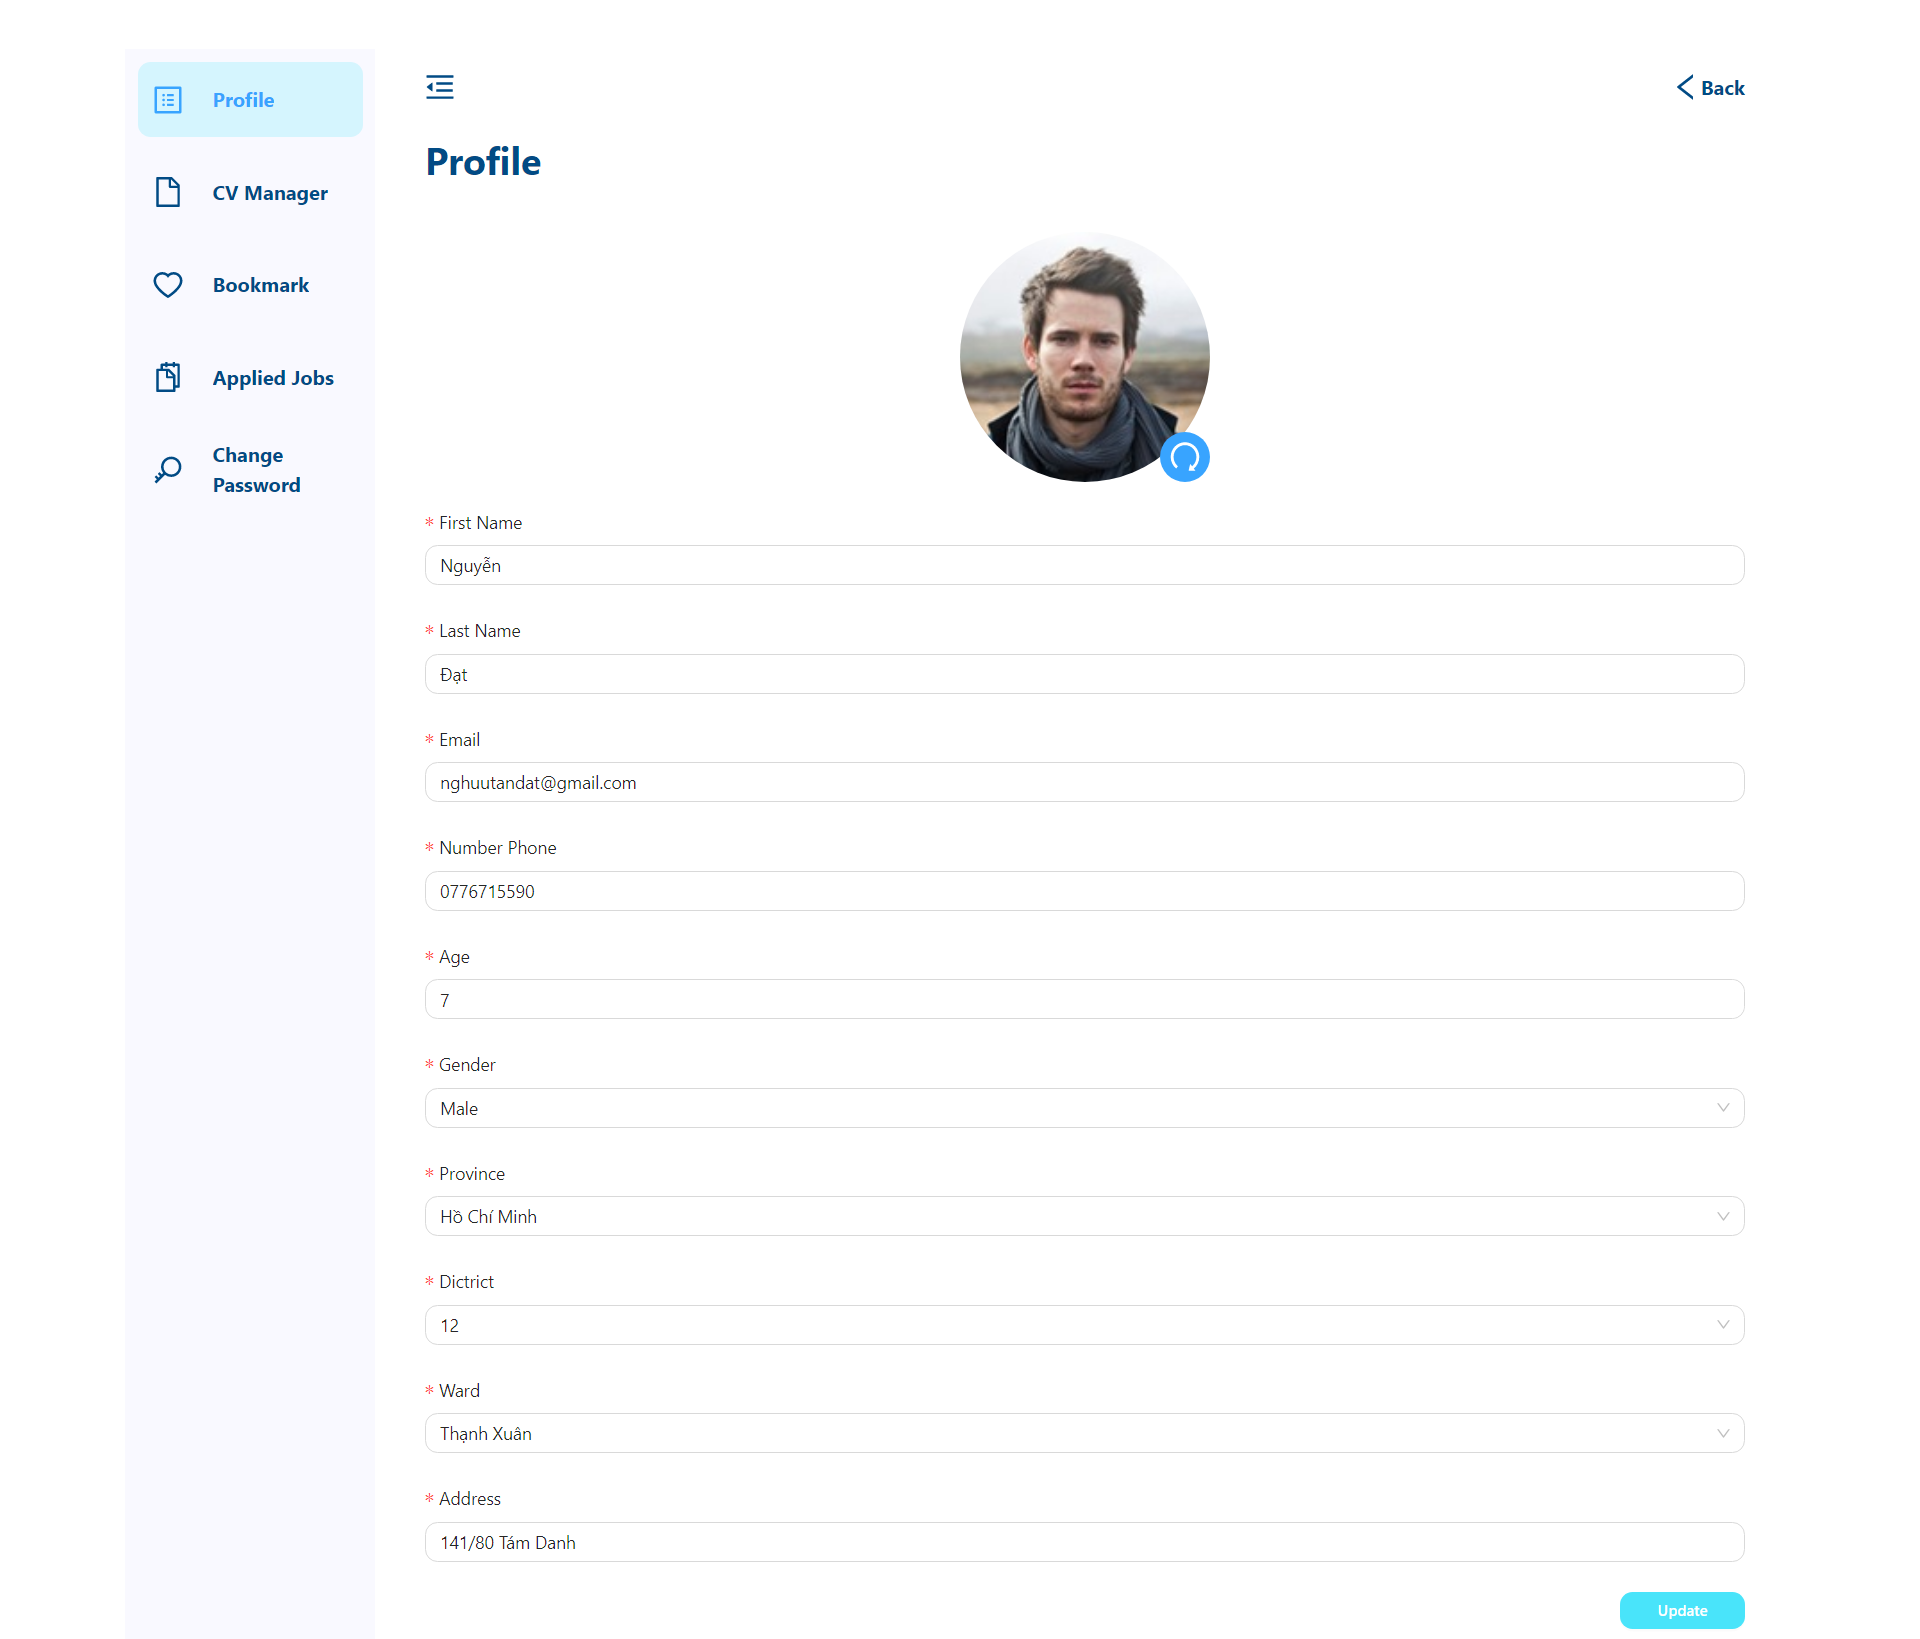 Profile
CV Manager
Bookmark
Applied Jobs
Change
Password
Back
Profile
* First Name
Nguyễn
* Last Name
Đạt
* Email
nghuutandat@gmail.com
* Number Phone
0776715590
* Age
7
* Gender
Male
* Province
Hồ Chí Minh
* Dictrict
12
* Ward
Thạnh Xuân
* Address
141/80 Tám Danh
Update